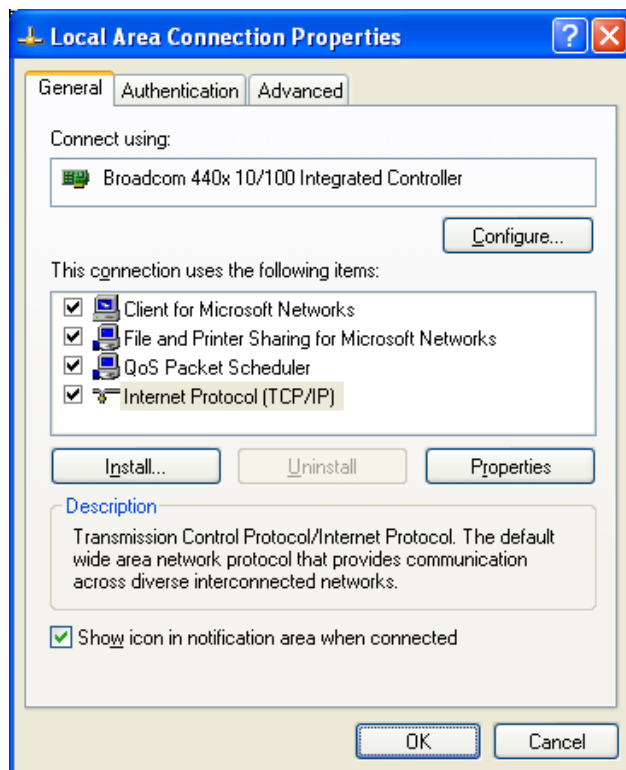 Local Area Connection Properties
General Authentication Advanced
Connect using:
Broadcom 440x 10/100 Integrated Controller
Configure...
This connection uses the following items:
Client for Microsoft Networks
File and Printer Sharing for Microsoft Networks
QoS Packet Scheduler
Internet Protocol (TCP/IP)
Install... Uninstall Properties
Description
Transmission Control Protocol/Internet Protocol. The default
wide area network protocol that provides communication
across diverse interconnected networks.
Show icon in notification area when connected
OK Cancel